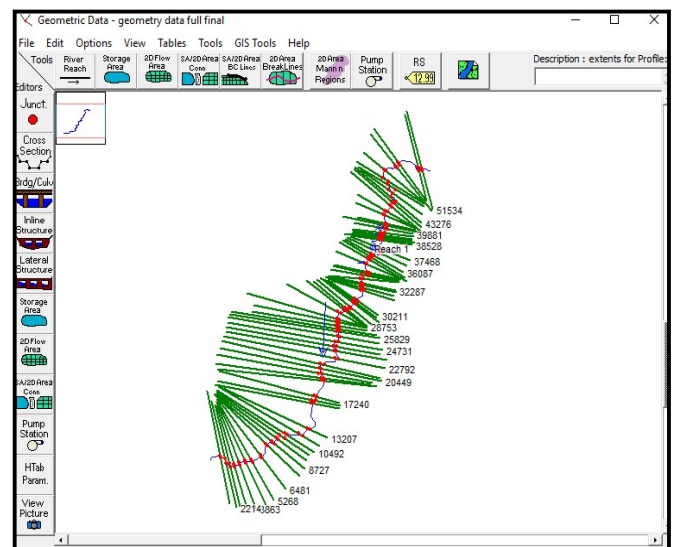 Geometric Data - geometry data full final
File Edit Options View Tables Tools GIS Tools Help
Tools
Editors
River Reach
Storage Area
2D Flow Area
SA/2D Area Conn
SA/2D Area BC Lines
2D Area BreakLines
2D Area Mann n Regions
Pump Station
RS
12.99
Description : extents for Profile:
Junct.
Cross Section
Brdg/Culv
Inline Structure
Lateral Structure
Storage Area
2D Flow Area
SA/2D Area Conn
Pump Station
HTab Param.
View Picture
51534
43276
39881
38528
Reach 1
37468
36087
32287
30211
28753
25829
24731
22792
20449
17240
13207
10492
8727
6481
5268
3863
2214